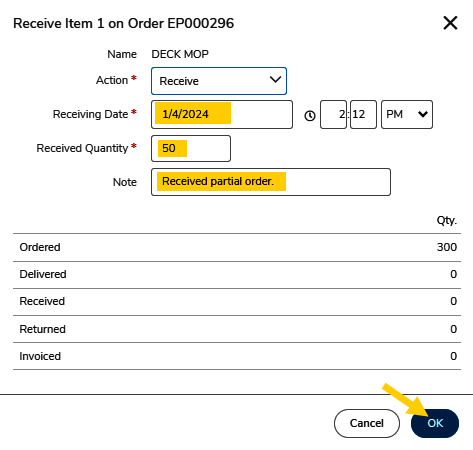 Receive Item 1 on Order EP000296
Name DECK MOP
Action * Receive
Receiving Date * 1/4/2024 2:12 PM
Received Quantity * 50
Note Received partial order.
Qty.
Ordered 300
Delivered 0
Received 0
Returned 0
Invoiced 0
Cancel OK